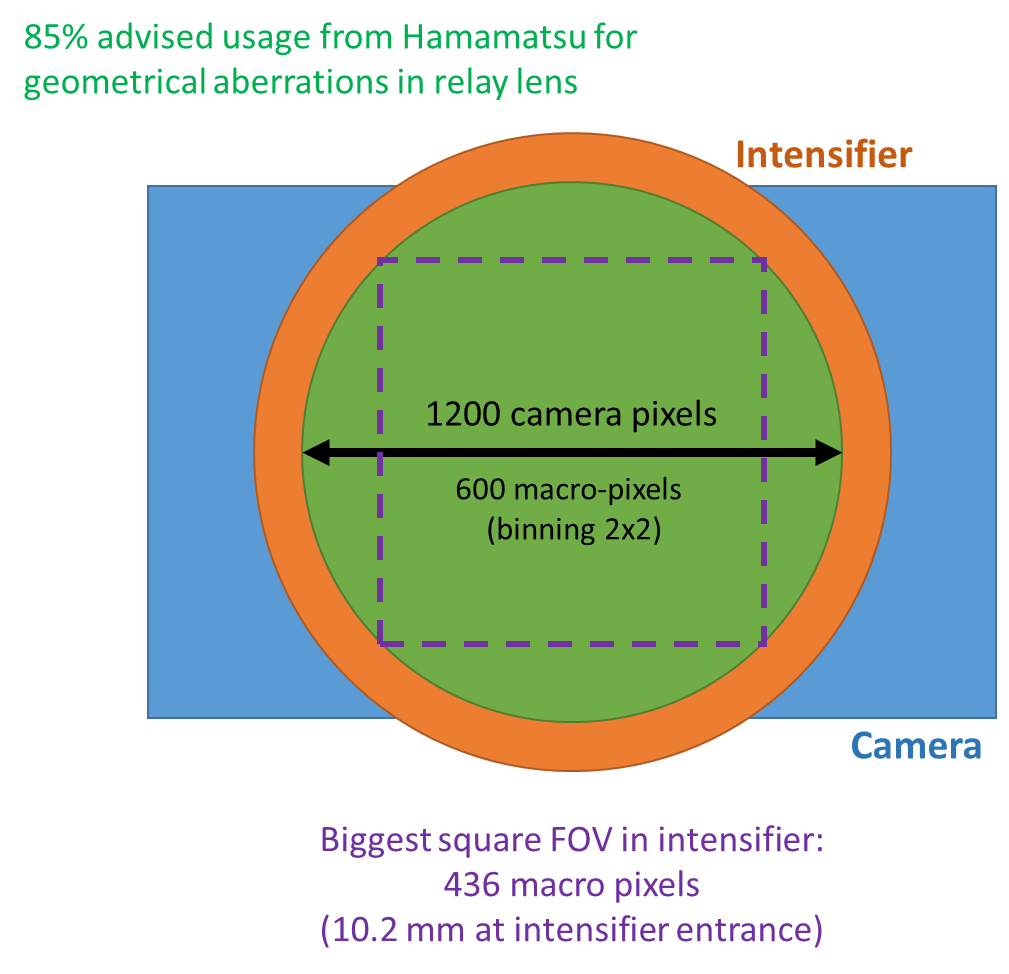 85% advised usage from Hamamatsu for
geometrical aberrations in relay lens
Intensifier
1200 camera pixels
600 macro-pixels
(binning 2x2)
Camera
Biggest square FOV in intensifier:
436 macro pixels
(10.2 mm at intensifier entrance)